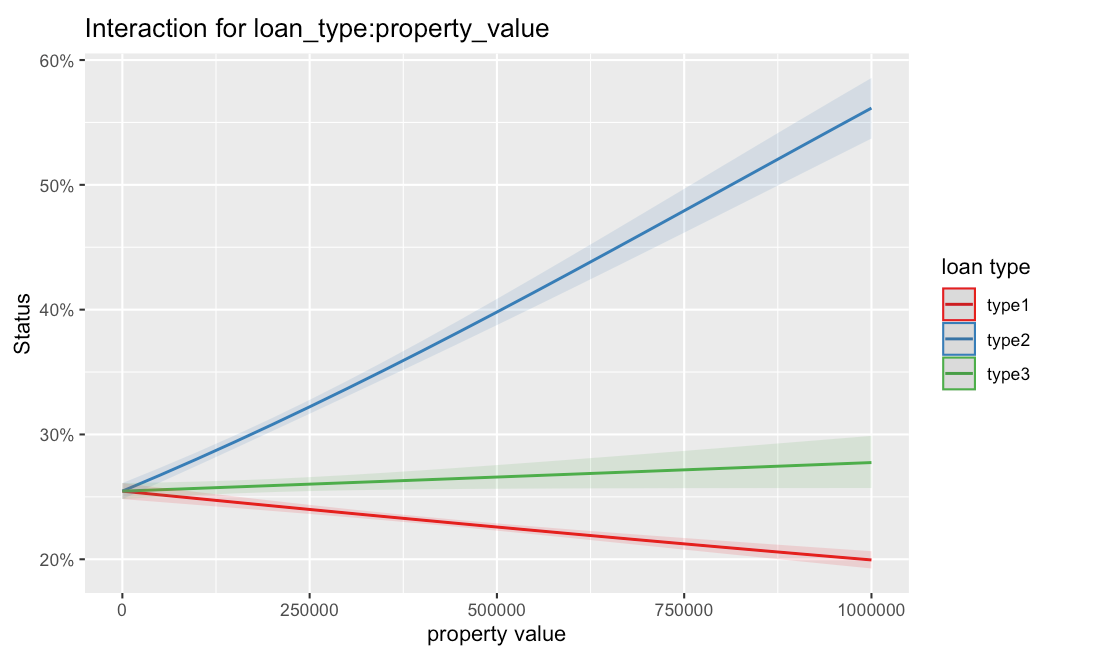 Interaction for loan_type:property_value
60%
50%
40%
30%
20%
Status
0
250000
500000
750000
1000000
property value
loan type
type1
type2
type3